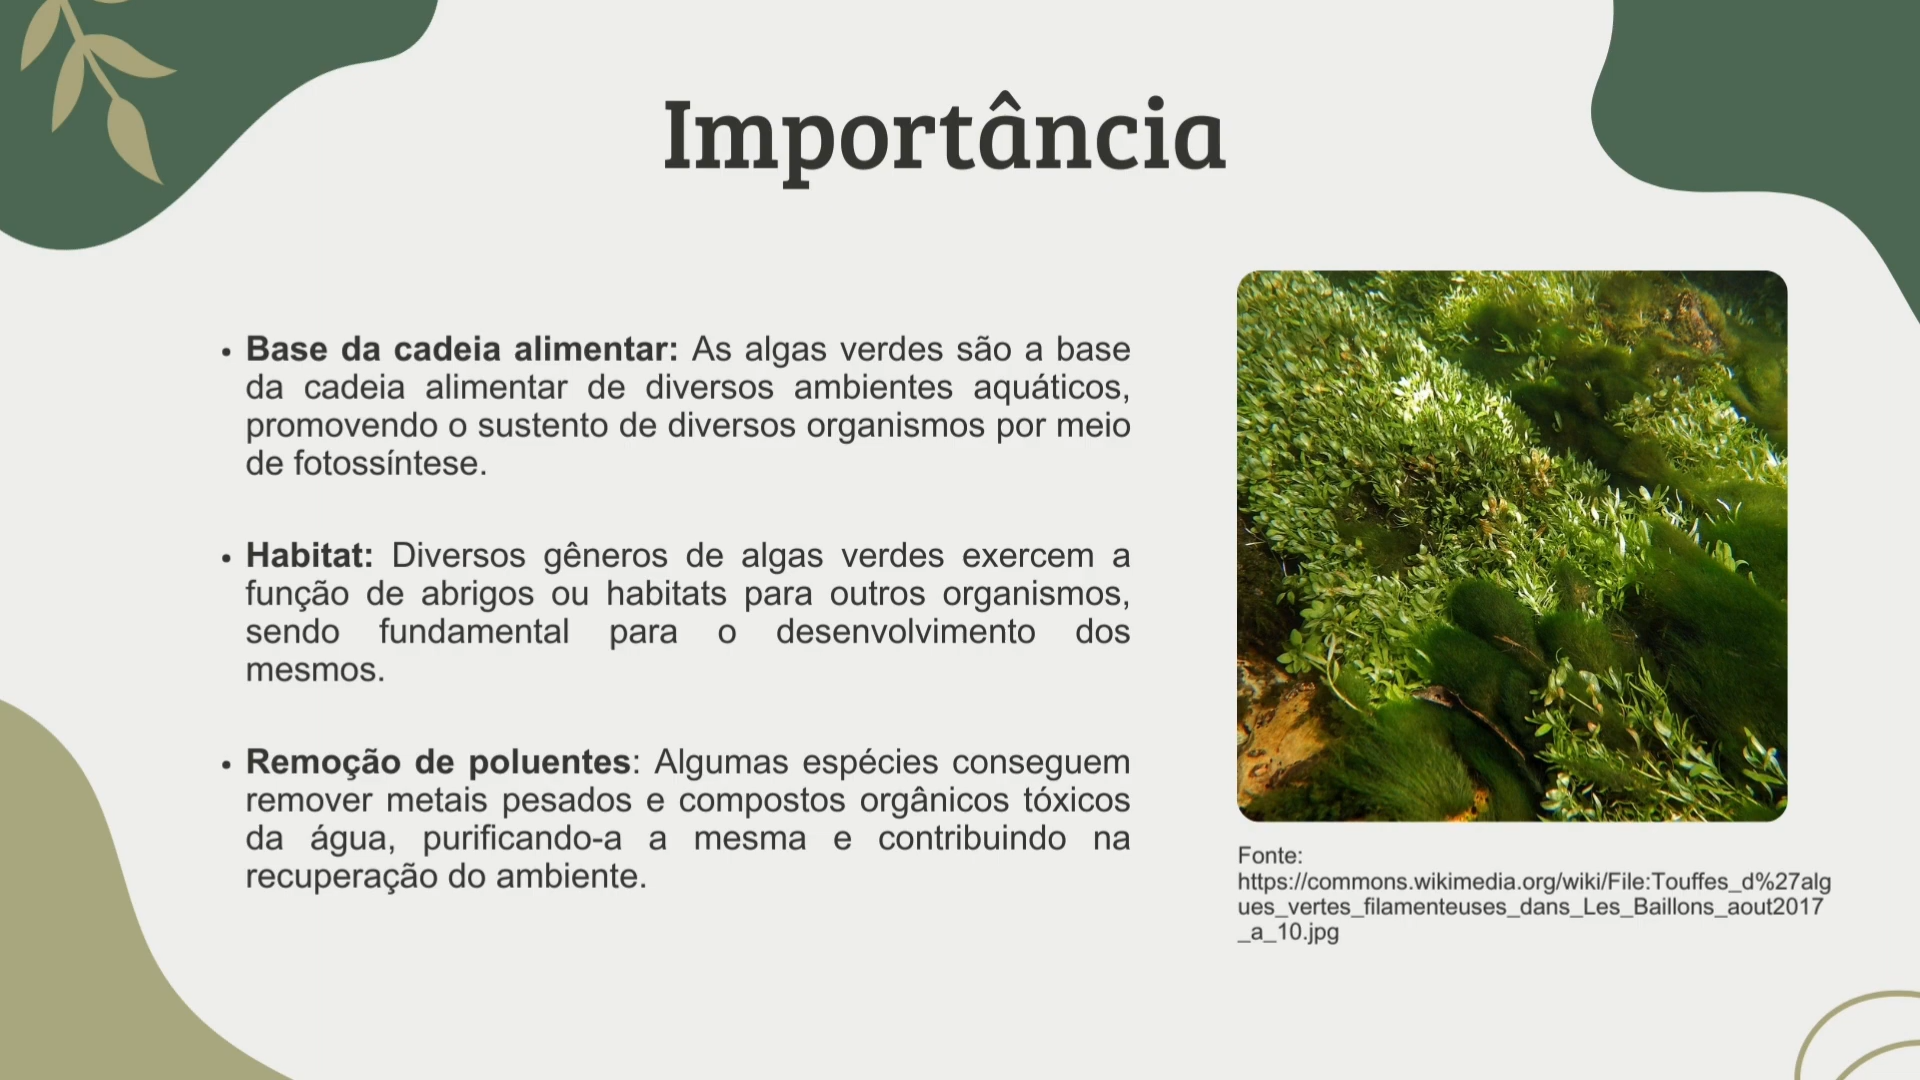 Importância
• Base da cadeia alimentar: As algas verdes são a base
da cadeia alimentar de diversos ambientes aquáticos,
promovendo o sustento de diversos organismos por meio
de fotossíntese.
• Habitat: Diversos gêneros de algas verdes exercem a
função de abrigos ou habitats para outros organismos,
sendo fundamental para o desenvolvimento dos
mesmos.
• Remoção de poluentes: Algumas espécies conseguem
remover metais pesados e compostos orgânicos tóxicos
da água, purificando-a a mesma e contribuindo na
recuperação do ambiente.
Fonte:
https://commons.wikimedia.org/wiki/File:Touffes_d%27alg
ues_vertes_filamenteuses_dans_Les_Baillons_aout2017
_a_10.jpg